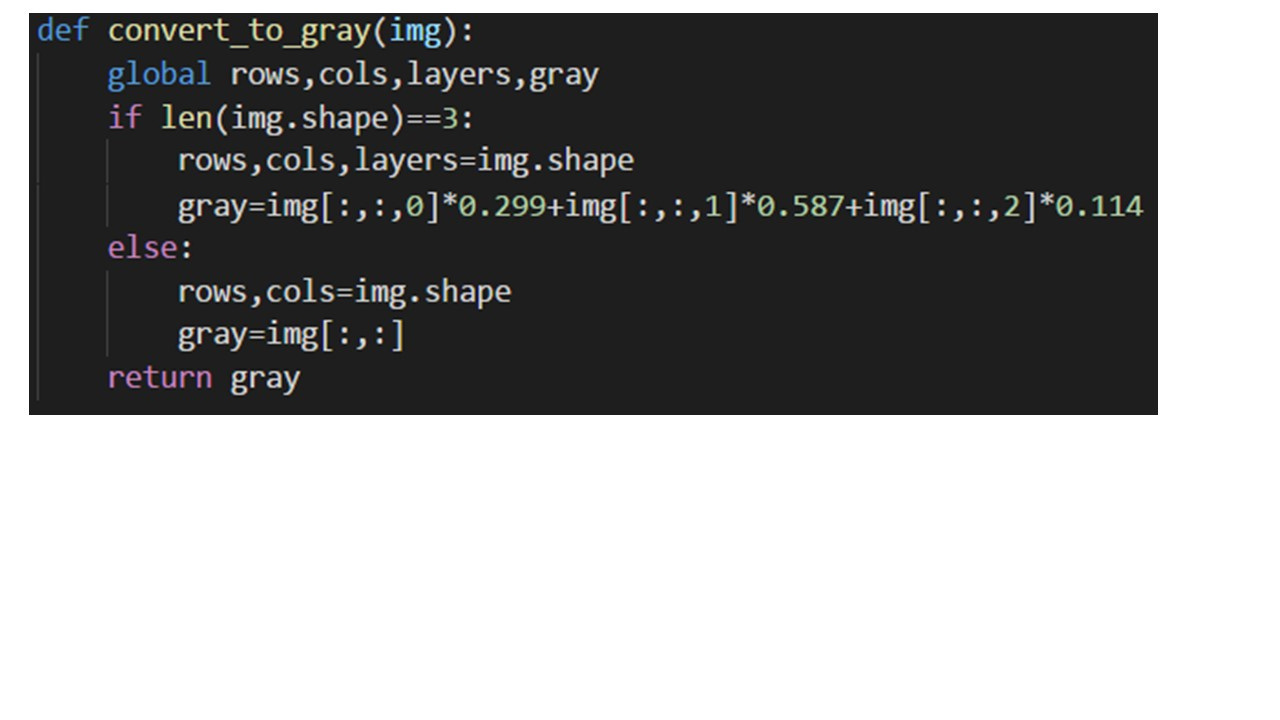 def convert_to_gray(img):
    global rows,cols,layers,gray
    if len(img.shape)==3:
        rows,cols,layers=img.shape
        gray=img[:,:,0]*0.299+img[:,:,1]*0.587+img[:,:,2]*0.114
    else:
        rows,cols=img.shape
        gray=img[:,:]
    return gray